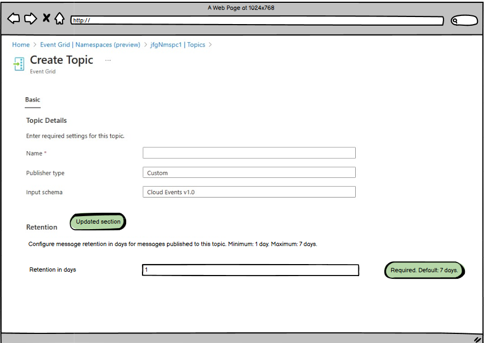 A Web Page at 1024x768
http://
Home > Event Grid | Namespaces (preview) > jfgNmspc1 | Topics >
Create Topic ...
Event Grid
Basic
Topic Details
Enter required settings for this topic.
Name *
Publisher type Custom
Input schema Cloud Events v1.0
Retention Updated section
Configure message retention in days for messages published to this topic. Minimum: 1 day. Maximum: 7 days.
Retention in days 1 Required. Default: 7 days.